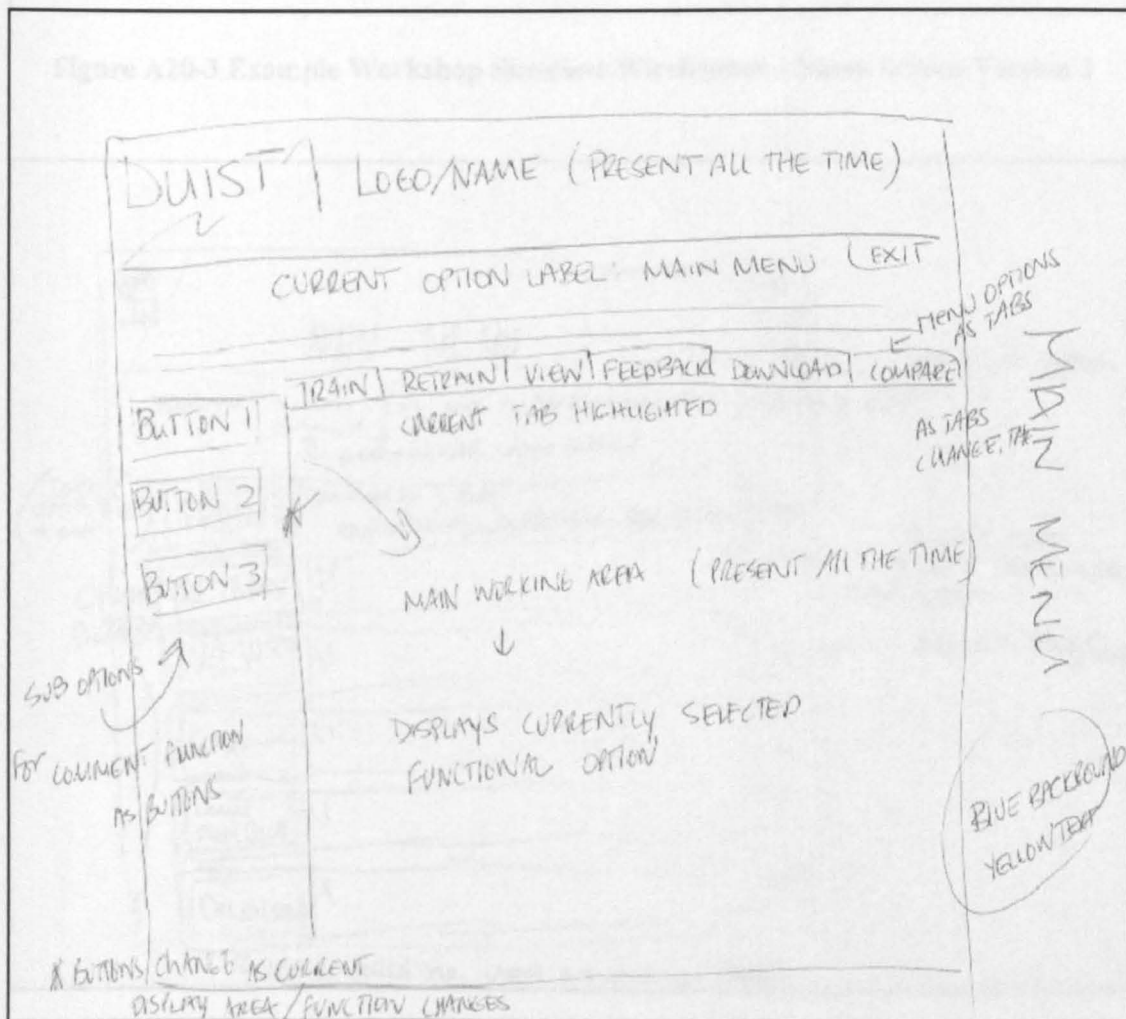 DUIST
LOGO/NAME (PRESENT ALL THE TIME)
CURRENT OPTION LABEL: MAIN MENU
EXIT
MENU OPTIONS
AS TABS
TRAIN
RETRAIN
VIEW
FEEDBACK
DOWNLOAD
COMPARE
CURRENT TAB HIGHLIGHTED
AS TABS
CHANGE,
BUTTON 1
BUTTON 2
BUTTON 3
MAIN WORKING AREA (PRESENT ALL THE TIME)
DISPLAYS CURRENTLY SELECTED
FUNCTIONAL OPTION
SUB OPTIONS
FOR COMMENT FUNCTION
AS BUTTONS
MAIN MENU
BLUE BACKROUND
YELLOW TEXT
* BUTTONS CHANGE AS CURRENT
DISPLAY AREA/FUNCTION CHANGES